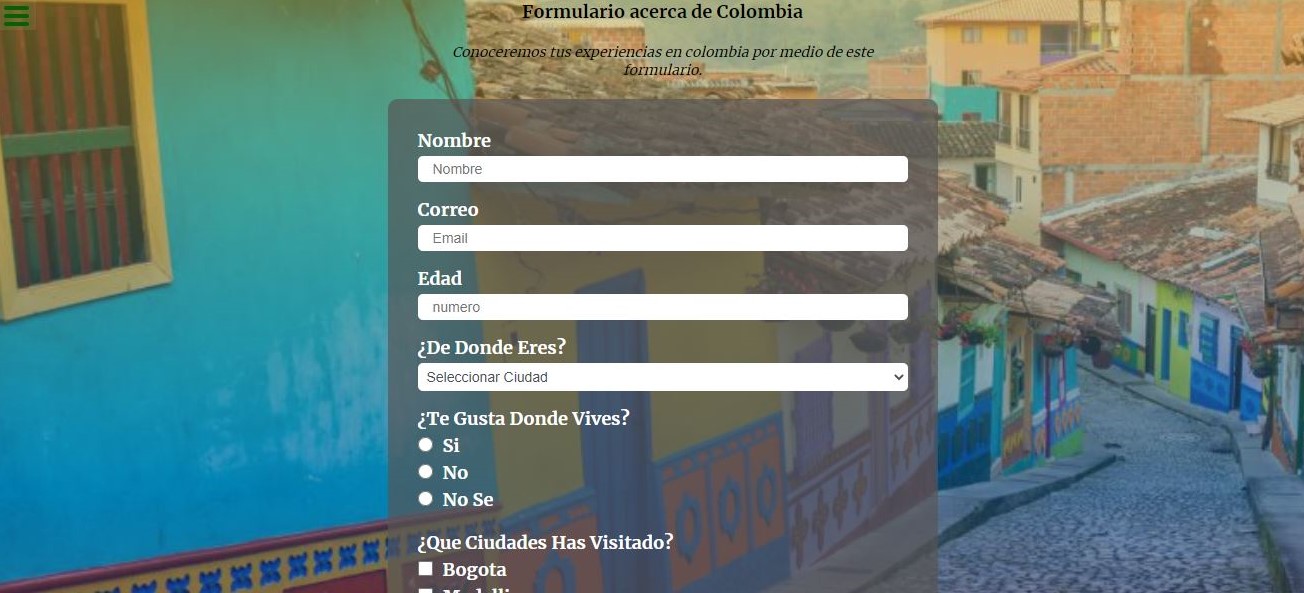 Formulario acerca de Colombia
Conoceremos tus experiencias en colombia por medio de este
formulario.
Nombre
Nombre
Correo
Email
Edad
numero
¿De Donde Eres?
Seleccionar Ciudad
¿Te Gusta Donde Vives?
Si
No
No Se
¿Que Ciudades Has Visitado?
Bogota